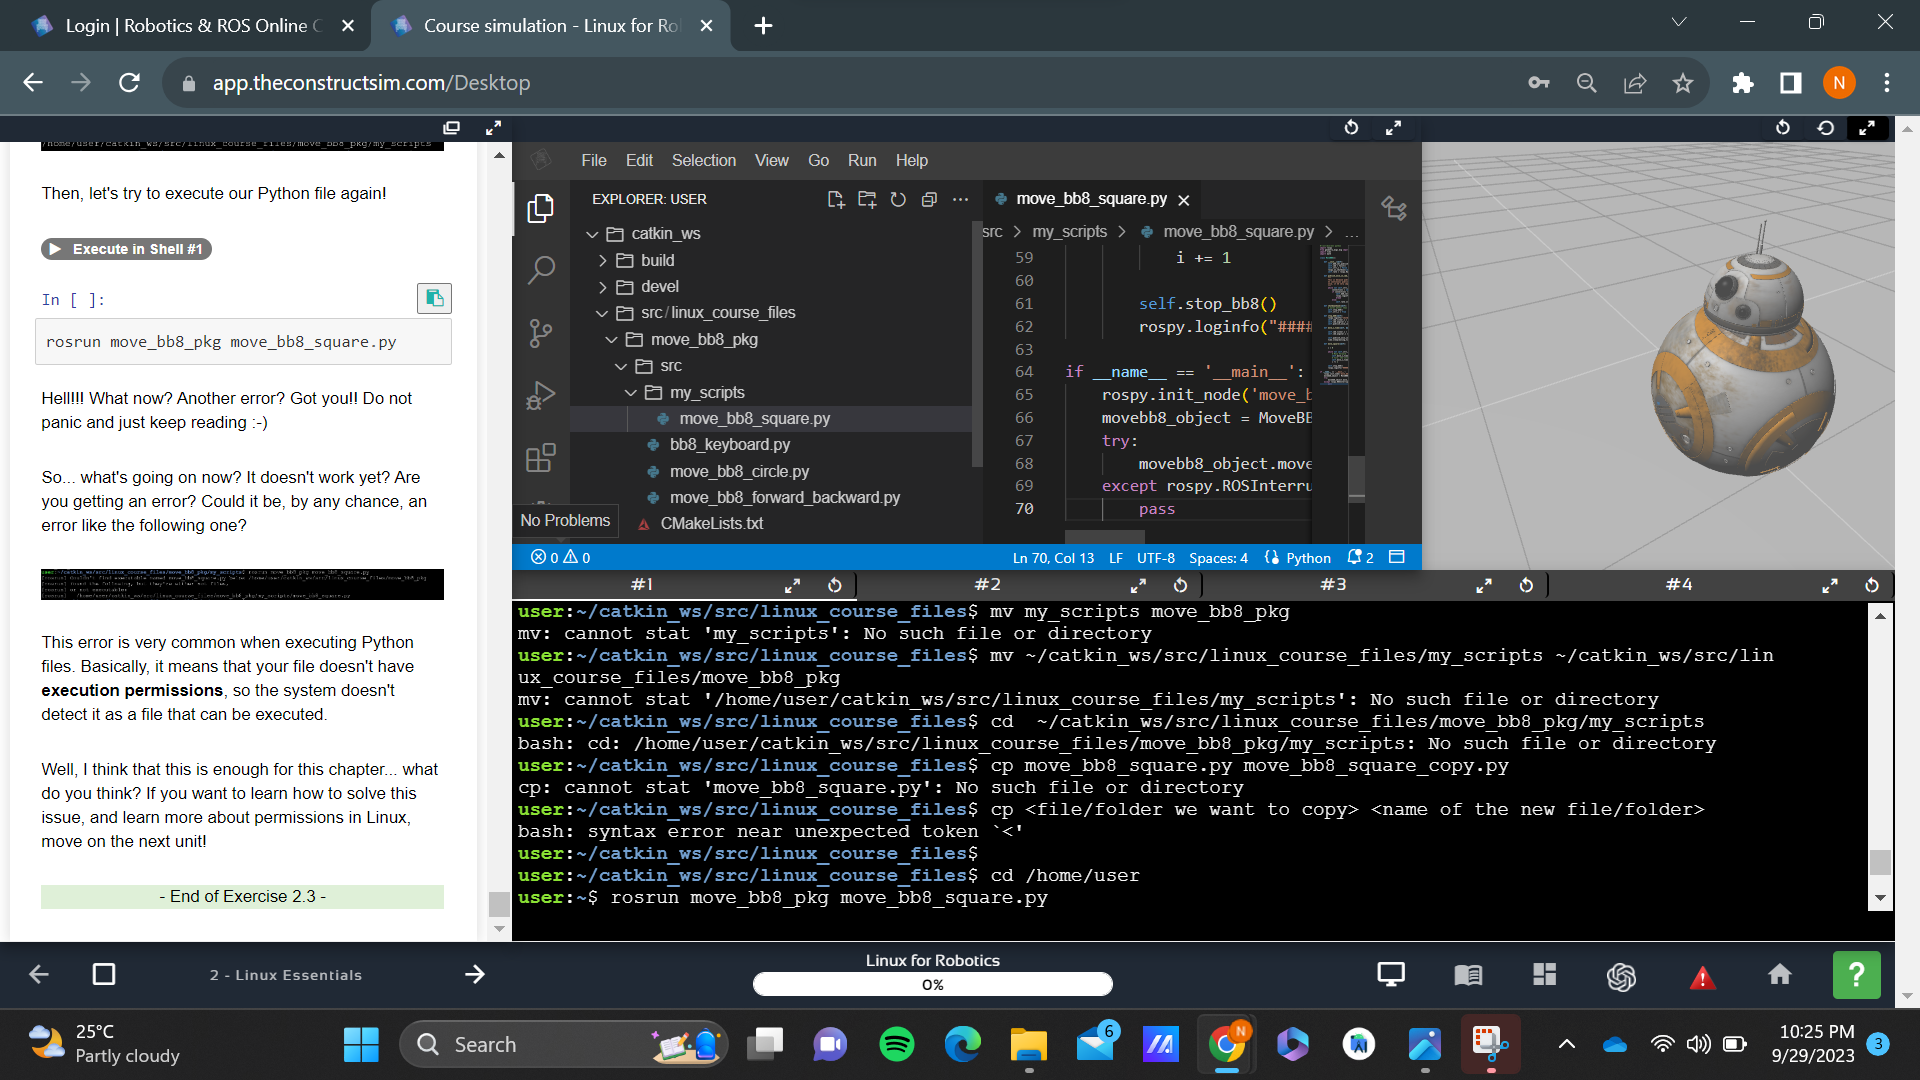 Login | Robotics & ROS Online C
Course simulation - Linux for Ro
app.theconstructsim.com/Desktop
N
/home/user/catkin_ws/src/linux_course_files/move_bb8_pkg/my_scripts
Then, let's try to execute our Python file again!
Execute in Shell #1
In [ ]:
rosrun move_bb8_pkg move_bb8_square.py
Hell!!! What now? Another error? Got you!! Do not
panic and just keep reading :-)
So... what's going on now? It doesn't work yet? Are
you getting an error? Could it be, by any chance, an
error like the following one?
This error is very common when executing Python
files. Basically, it means that your file doesn't have
execution permissions, so the system doesn't
detect it as a file that can be executed.
Well, I think that this is enough for this chapter... what
do you think? If you want to learn how to solve this
issue, and learn more about permissions in Linux,
move on the next unit!
- End of Exercise 2.3 -
File Edit Selection View Go Run Help
EXPLORER: USER
catkin_ws
build
devel
src/linux_course_files
move_bb8_pkg
src
my_scripts
move_bb8_square.py
bb8_keyboard.py
move_bb8_circle.py
move_bb8_forward_backward.py
CMakeLists.txt
No Problems
move_bb8_square.py
src > my_scripts > move_bb8_square.py > ...
59 i += 1
60
61 self.stop_bb8()
62 rospy.loginfo("####
63
64 if __name__ == '__main__':
65 rospy.init_node('move_b
66 movebb8_object = MoveBB
67 try:
68 movebb8_object.move
69 except rospy.ROSInterru
70 pass
0 0 Ln 70, Col 13 LF UTF-8 Spaces: 4 Python 2
#1 #2 #3 #4
user:~/catkin_ws/src/linux_course_files$ mv my_scripts move_bb8_pkg
mv: cannot stat 'my_scripts': No such file or directory
user:~/catkin_ws/src/linux_course_files$ mv ~/catkin_ws/src/linux_course_files/my_scripts ~/catkin_ws/src/lin
ux_course_files/move_bb8_pkg
mv: cannot stat '/home/user/catkin_ws/src/linux_course_files/my_scripts': No such file or directory
user:~/catkin_ws/src/linux_course_files$ cd  ~/catkin_ws/src/linux_course_files/move_bb8_pkg/my_scripts
bash: cd: /home/user/catkin_ws/src/linux_course_files/move_bb8_pkg/my_scripts: No such file or directory
user:~/catkin_ws/src/linux_course_files$ cp move_bb8_square.py move_bb8_square_copy.py
cp: cannot stat 'move_bb8_square.py': No such file or directory
user:~/catkin_ws/src/linux_course_files$ cp <file/folder we want to copy> <name of the new file/folder>
bash: syntax error near unexpected token `<'
user:~/catkin_ws/src/linux_course_files$
user:~/catkin_ws/src/linux_course_files$ cd /home/user
user:~$ rosrun move_bb8_pkg move_bb8_square.py
2 - Linux Essentials
Linux for Robotics
0%
?
25°C
Partly cloudy
Search
6
N
10:25 PM
9/29/2023
3